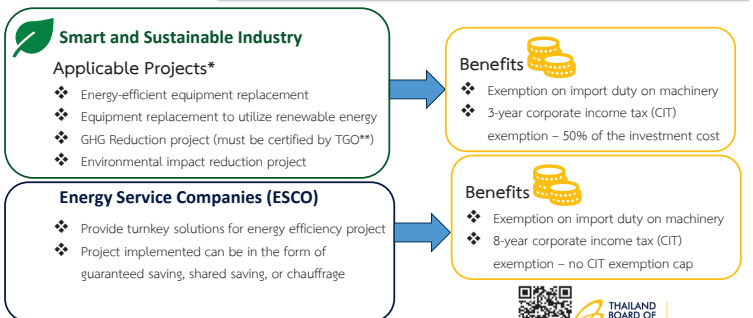 Smart and Sustainable Industry
Applicable Projects*
❖ Energy-efficient equipment replacement
❖ Equipment replacement to utilize renewable energy
❖ GHG Reduction project (must be certified by TGO**)
❖ Environmental impact reduction project
Benefits
❖ Exemption on import duty on machinery
❖ 3-year corporate income tax (CIT)
exemption – 50% of the investment cost
Energy Service Companies (ESCO)
❖ Provide turnkey solutions for energy efficiency project
❖ Project implemented can be in the form of
guaranteed saving, shared saving, or chauffrage
Benefits
❖ Exemption on import duty on machinery
❖ 8-year corporate income tax (CIT)
exemption – no CIT exemption cap
THAILAND
BOARD OF